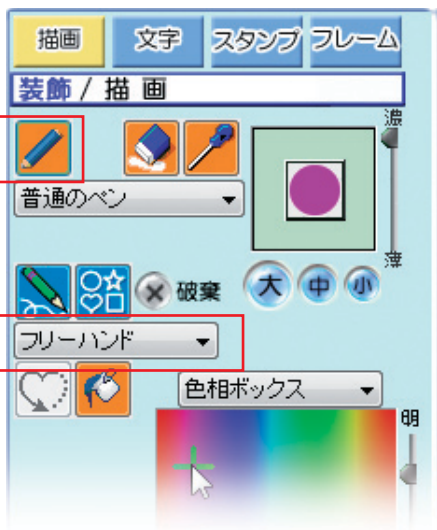 描画 文字 スタンプ フレーム
装飾 / 描 画
濃
普通のペン
薄
破棄 大 中 小
フリーハンド
色相ボックス
明